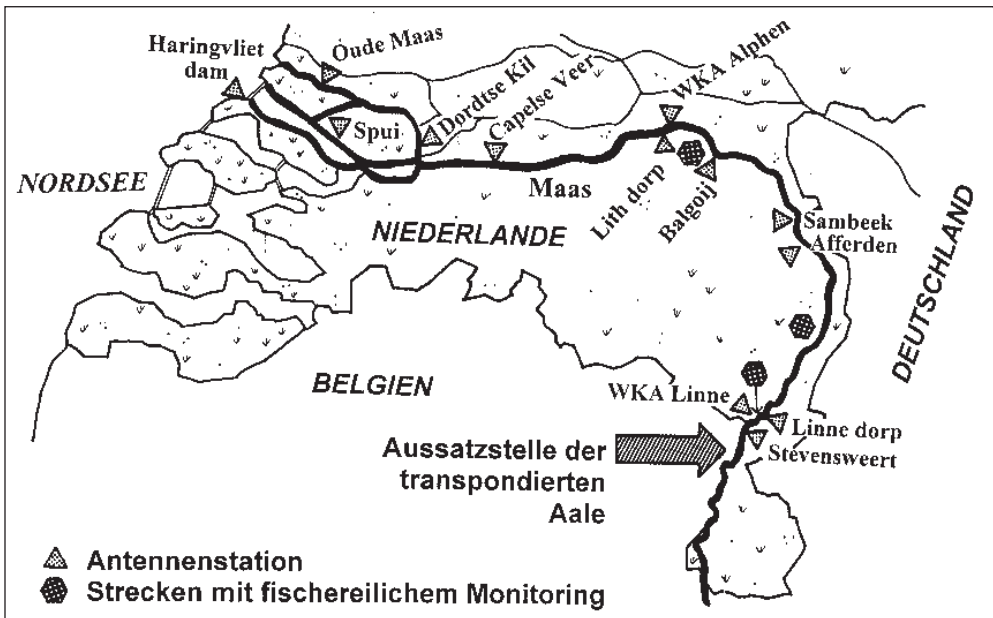 Haringvliet
dam
Oude Maas
Dordtse Kil
Capelse Veer
WKA Alphen
Spui
NORDSEE
Maas
Lith dorp
Balgoij
NIEDERLANDE
Sambeek
Afferden
DEUTSCHLAND
BELGIEN
WKA Linne
Linne dorp
Stevensweert
Aussatzstelle der
transpondierten
Aale
Antennenstation
Strecken mit fischereilichem Monitoring